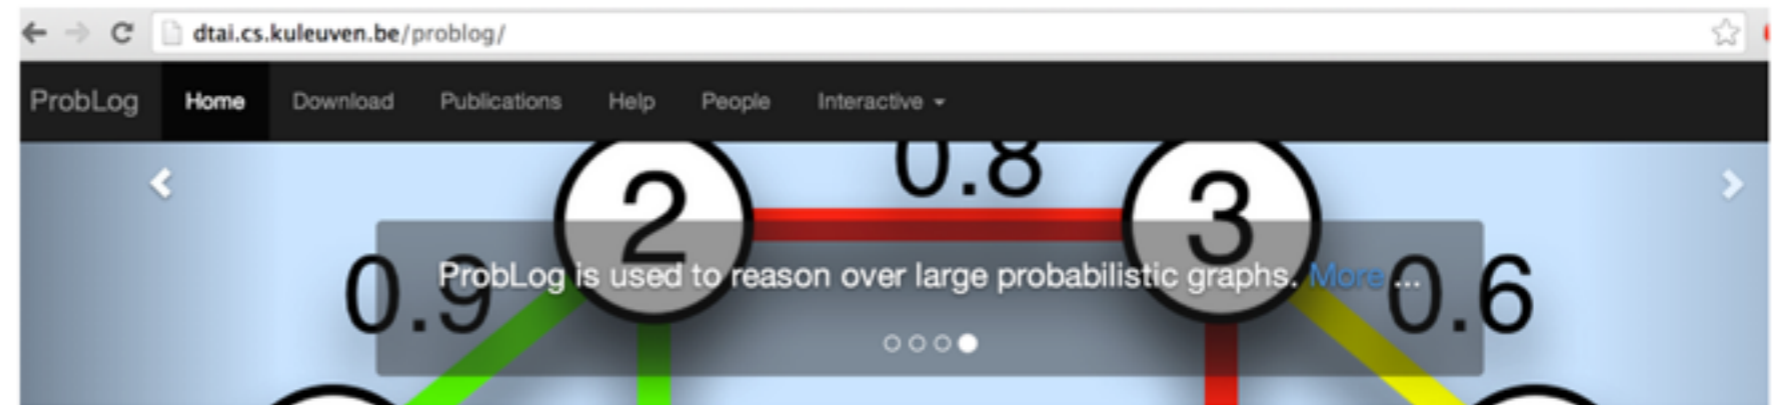 dtai.cs.kuleuven.be/problog/
ProbLog Home Download Publications Help People Interactive
0.8
2 3
0.9 0.6
ProbLog is used to reason over large probabilistic graphs. More ...